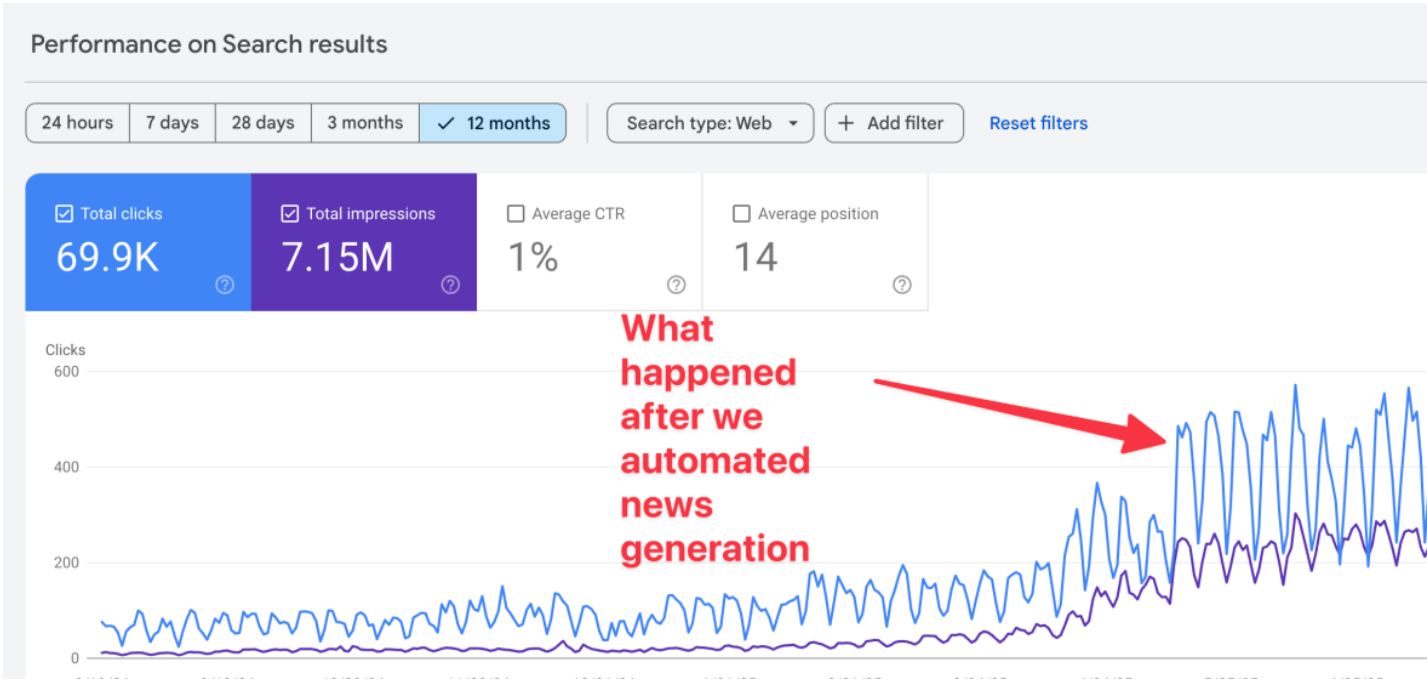 Performance on Search results
24 hours 7 days 28 days 3 months 12 months Search type: Web Add filter Reset filters
Total clicks
69.9K
Total impressions
7.15M
Average CTR
1%
Average position
14
What
happened
after we
automated
news
generation
Clicks
600
400
200
0